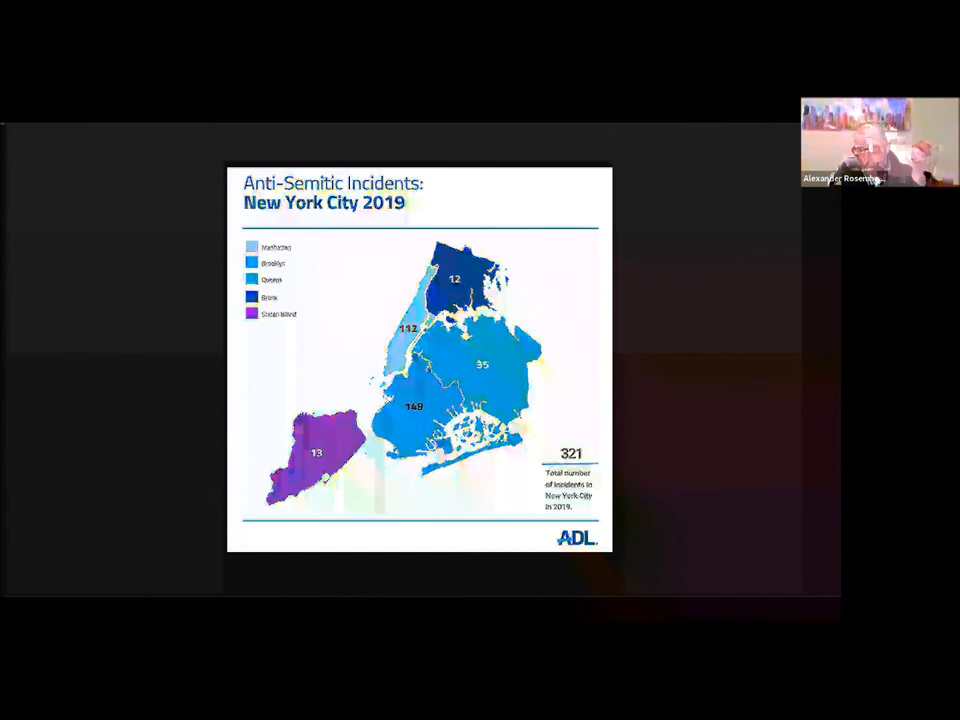 Anti-Semitic Incidents:
New York City 2019
Manhattan
Brooklyn
Queens
Bronx
Staten Island
12
112
35
149
13
321
Total number
of incidents in
New York City
in 2019.
ADL
Alexander